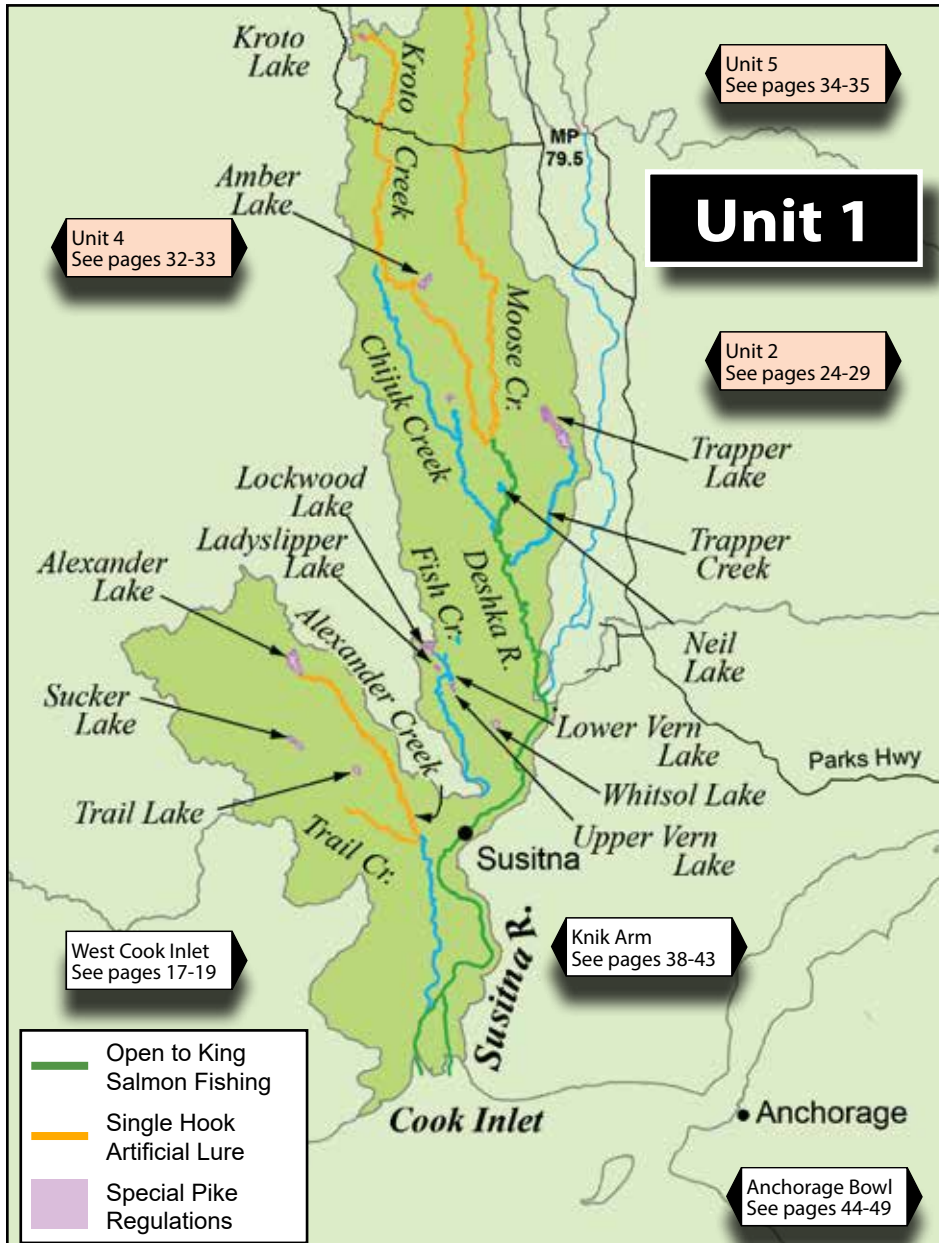 Kroto
Lake
Kroto
Creek
Unit 5
See pages 34-35
MP
79.5
Unit 1
Amber
Lake
Unit 4
See pages 32-33
Moose Cr.
Unit 2
See pages 24-29
Chijuk Creek
Trapper
Lake
Lockwood
Lake
Ladyslipper
Lake
Trapper
Creek
Alexander
Lake
Fish Cr.
Deshka R.
Neil
Lake
Alexander Creek
Sucker
Lake
Lower Vern
Lake
Parks Hwy
Whitsol Lake
Trail Lake
Upper Vern
Lake
Susitna
Trail Cr.
West Cook Inlet
See pages 17-19
Knik Arm
See pages 38-43
Susitna R.
Open to King
Salmon Fishing
Single Hook
Artificial Lure
Special Pike
Regulations
Cook Inlet
Anchorage
Anchorage Bowl
See pages 44-49